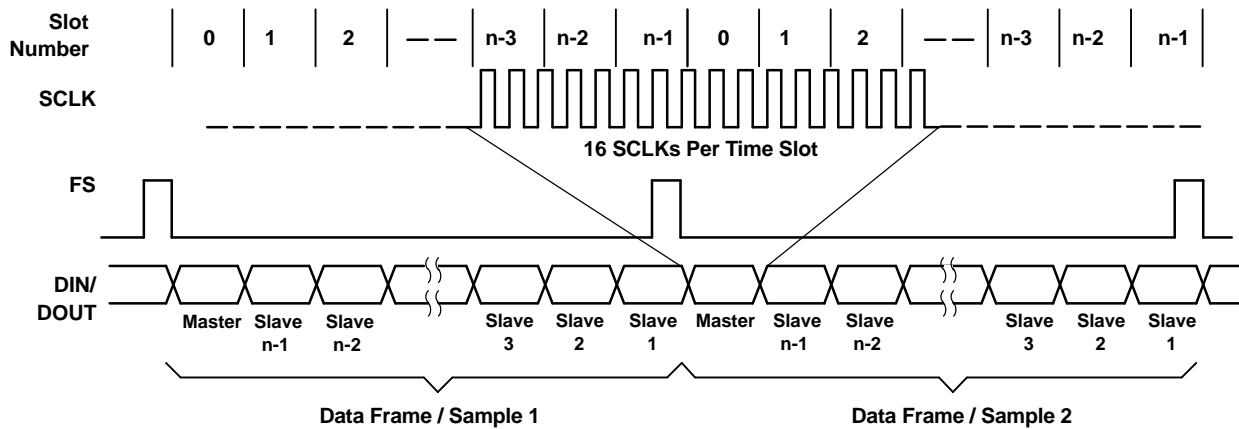 Slot
Number
0 1 2 n-3 n-2 n-1 0 1 2 n-3 n-2 n-1
SCLK
16 SCLKs Per Time Slot
FS
DIN/
DOUT
Master Slave Slave Slave Slave Slave Master Slave Slave Slave Slave Slave
n-1 n-2 3 2 1 n-1 n-2 3 2 1
Data Frame / Sample 1 Data Frame / Sample 2